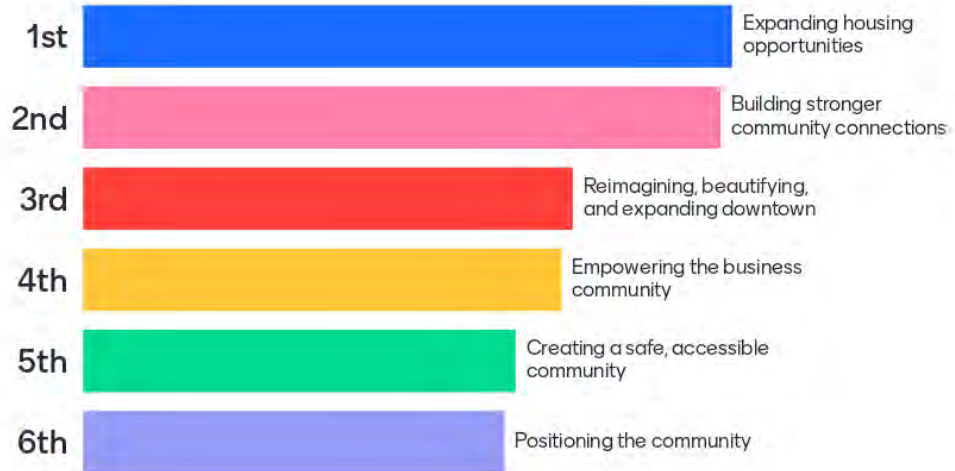 1st
Expanding housing
opportunities
2nd
Building stronger
community connections
3rd
Reimagining, beautifying,
and expanding downtown
4th
Empowering the business
community
5th
Creating a safe, accessible
community
6th
Positioning the community